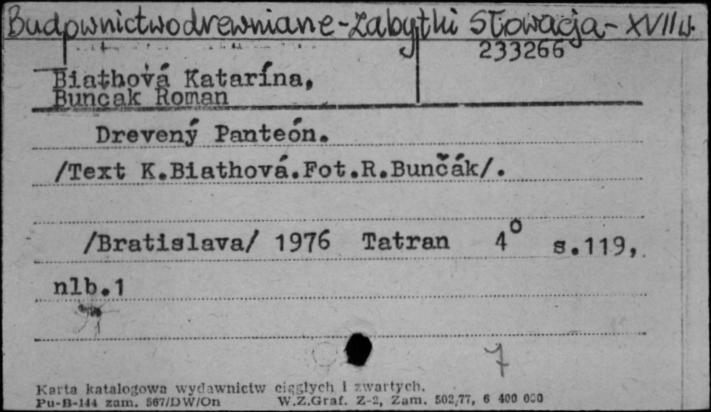 Budownictwo drewniane - zabytki Słowacja - XVII w.
233266
Biathová Katarína,
Buncak Roman
Drevený Panteón.
/Text K.Biathová.Fot.R.Bunčák/.
/Bratislava/ 1976 Tatran 4° s.119,
nlb.1
7
Karta katalogowa wydawnictw ciągłych i zwartych.
Pu-B-144 zam. 567/DW/On W.Z.Graf. Z-2, Zam. 502/77, 6 400 000